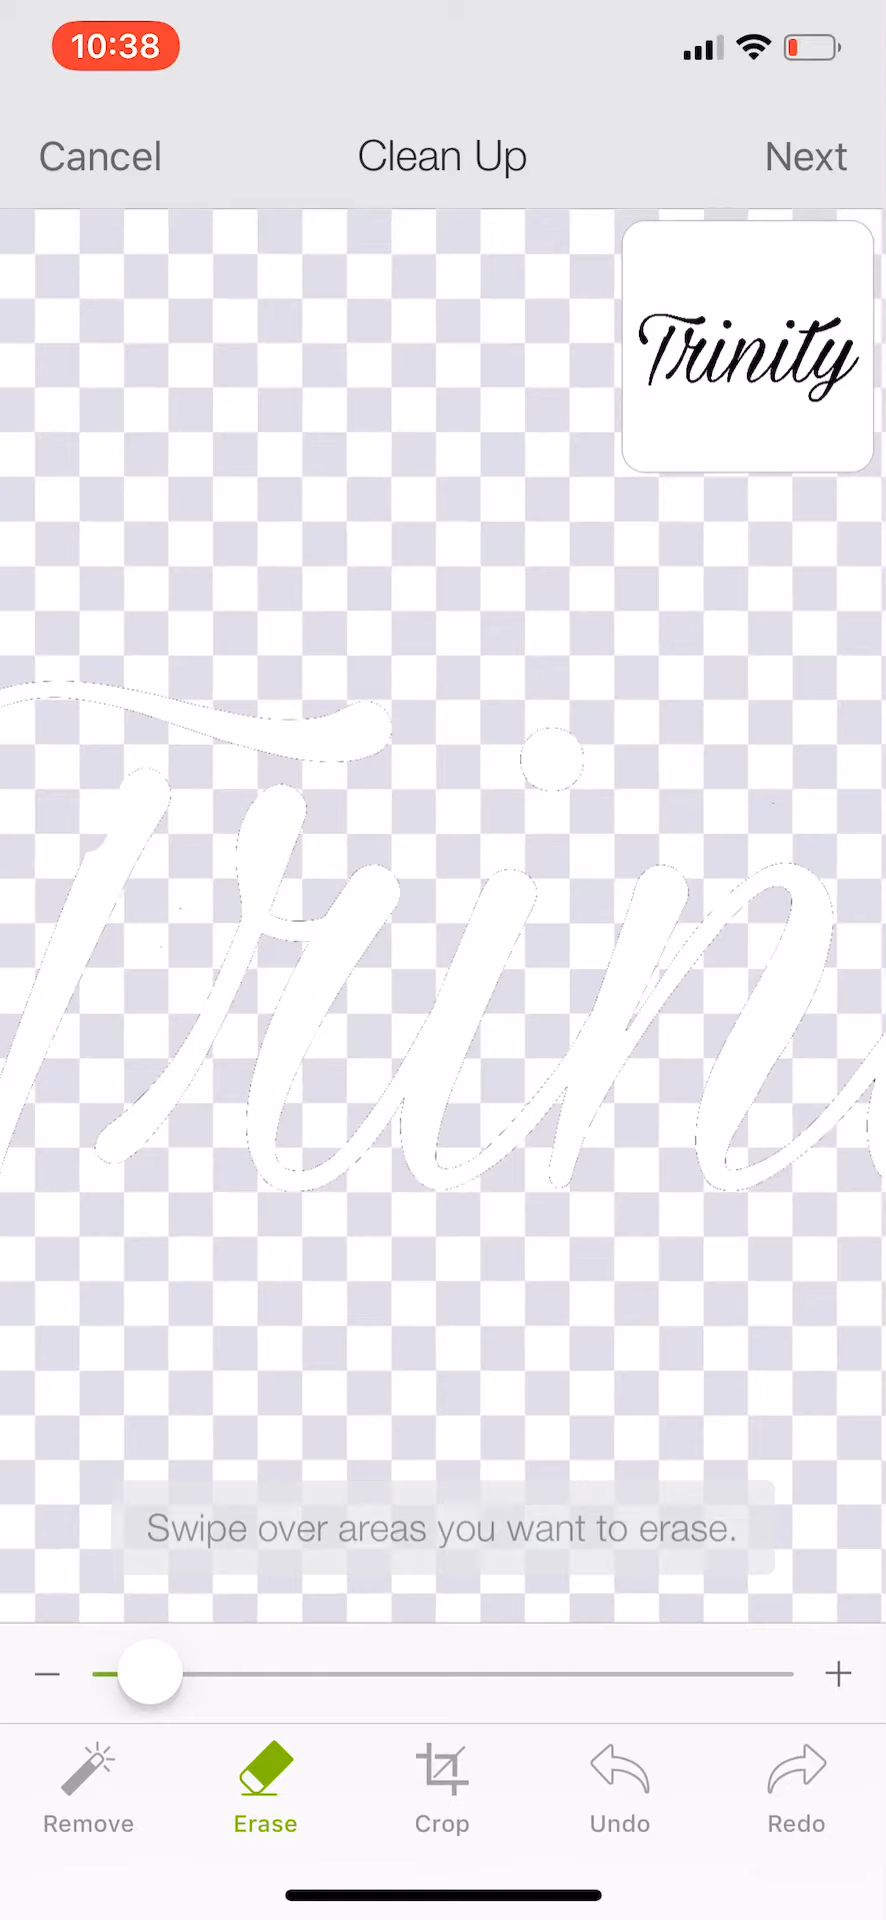 10:38
Cancel Clean Up Next
Trinity
Trin
Swipe over areas you want to erase.
Remove Erase Crop Undo Redo